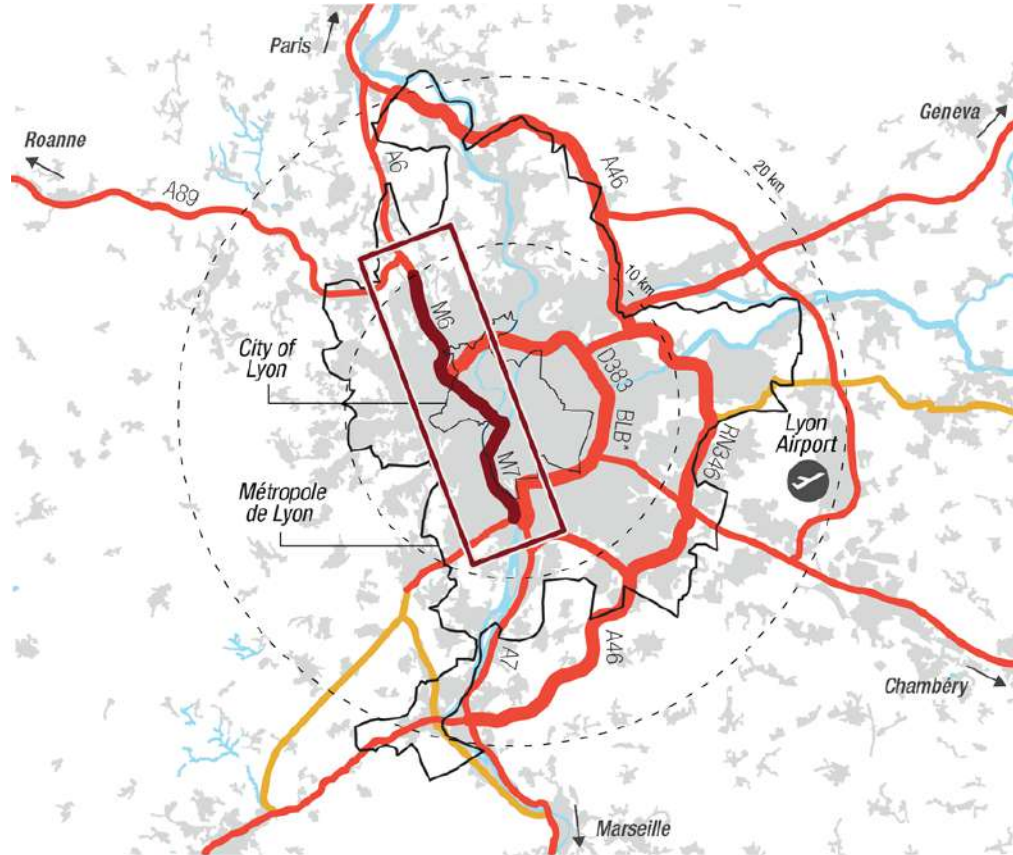 Paris
Geneva
Roanne
A6
A46
20 km
A89
10 km
M6
City of
Lyon
D383
BLB*
Lyon
Airport
RN346
M7
Métropole
de Lyon
A7
A46
Chambéry
Marseille